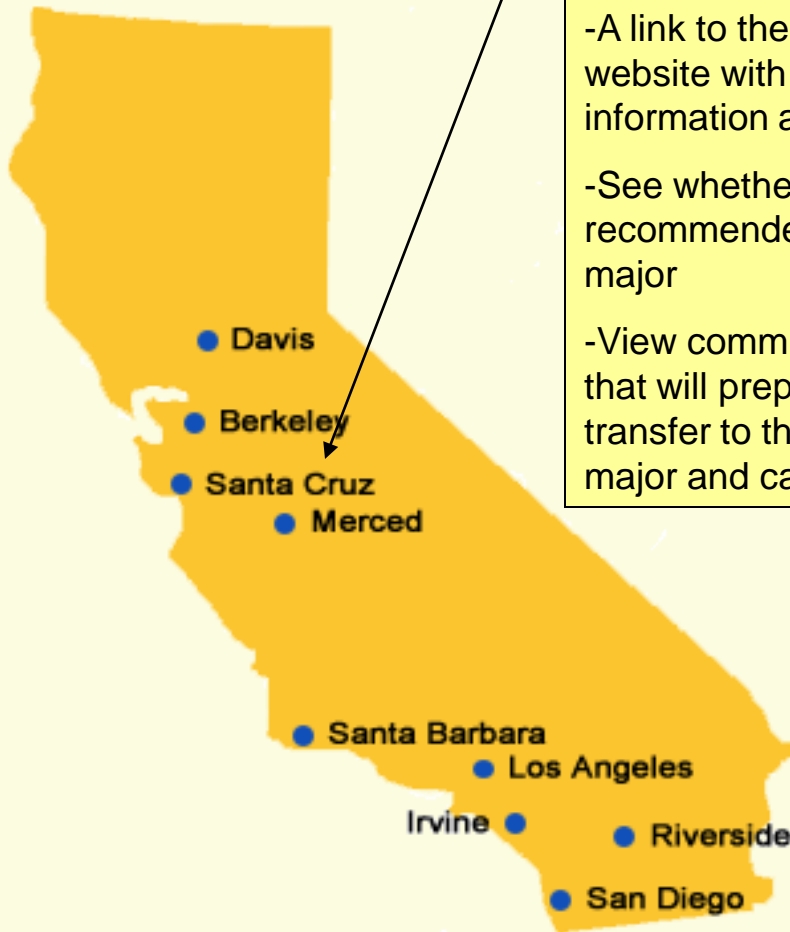 -A link to the
website with
information a
-See whethe
recommende
major
-View comm
that will prep
transfer to th
major and ca
Davis
Berkeley
Santa Cruz
Merced
Santa Barbara
Los Angeles
Irvine
Riverside
San Diego